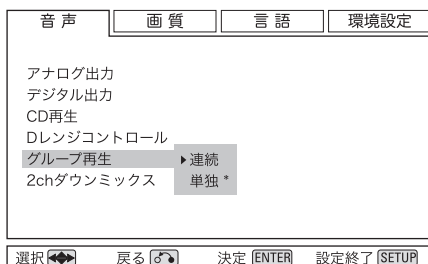 音声 画質 言語 環境設定
アナログ出力
デジタル出力
CD再生
Dレンジコントロール
グループ再生 ▶連続
2chダウンミックス 単独 *
選択 戻る 決定 ENTER 設定終了 SETUP